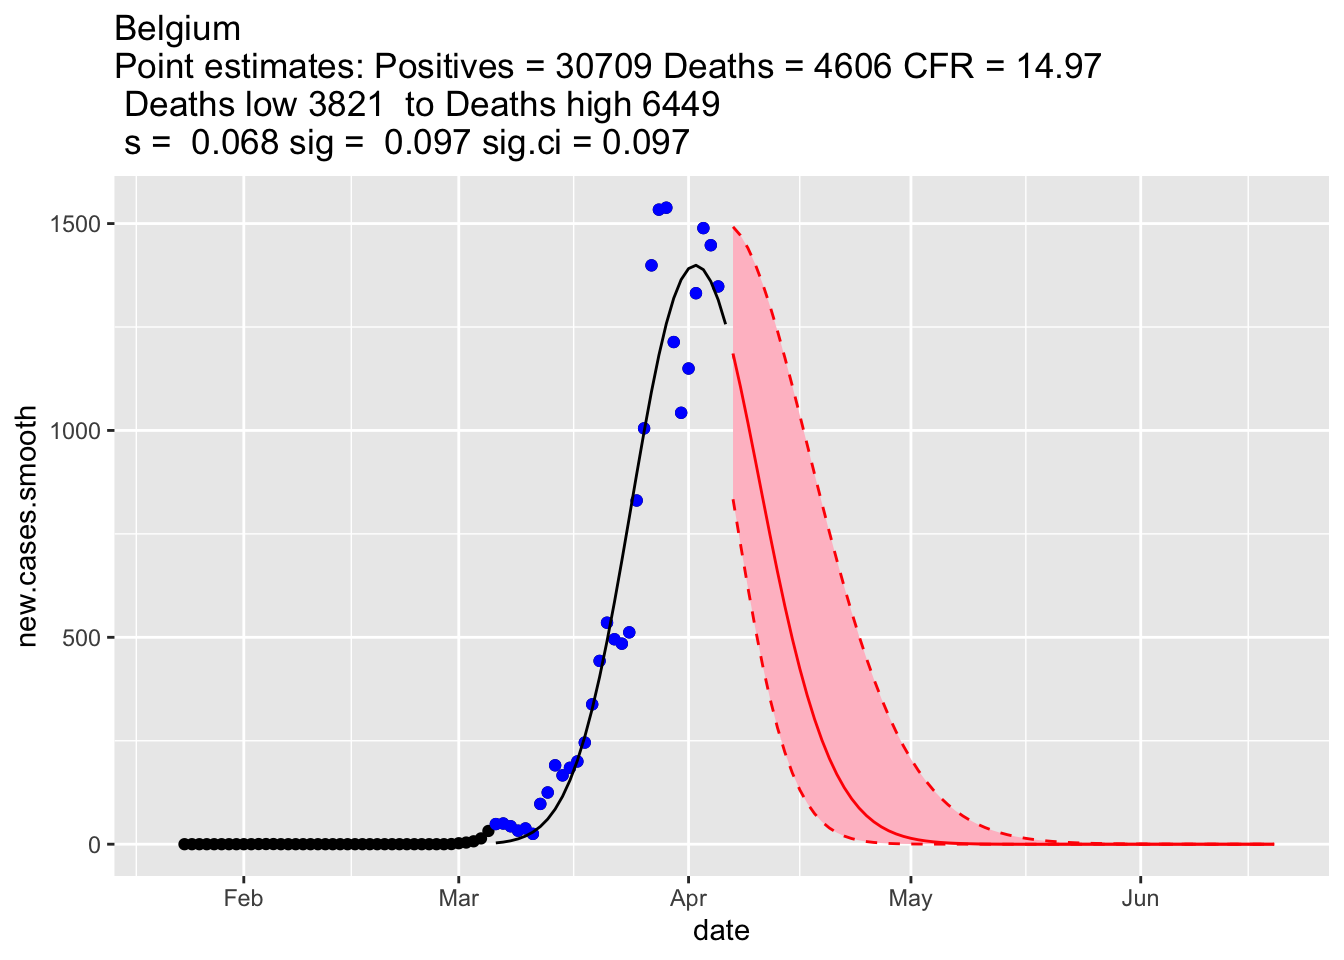 Belgium
Point estimates: Positives = 30709 Deaths = 4606 CFR = 14.97
Deaths low 3821  to Deaths high 6449
s =  0.068 sig =  0.097 sig.ci = 0.097
1500
1000
500
0
new.cases.smooth
Feb Mar Apr May Jun
date